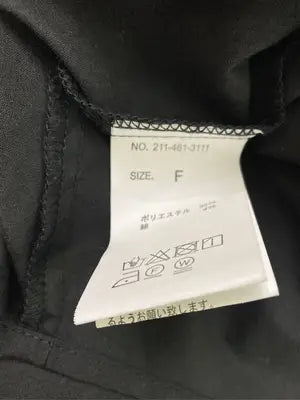 NO. 211-461-3111
SIZE. F
ポリエステル
綿
P W
るようお願い致します。